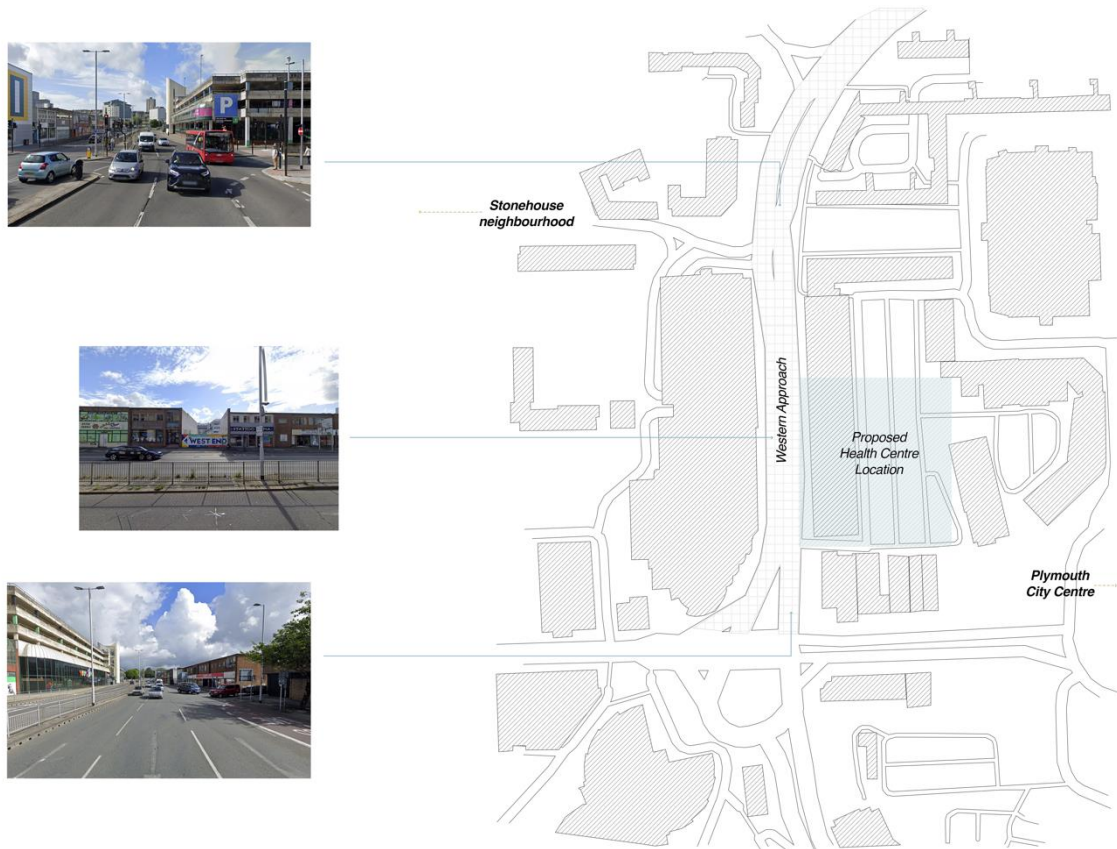 P
Stonehouse
neighbourhood
Western Approach
WEST END
Proposed
Health Centre
Location
Plymouth
City Centre